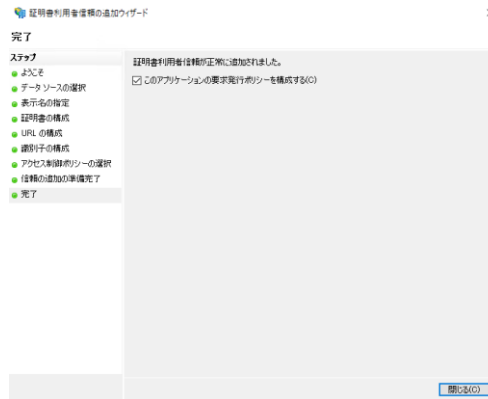 証明書利用者信頼の追加ウィザード
完了
ステップ
ようこそ
データ ソースの選択
表示名の指定
証明書の構成
URL の構成
識別子の構成
アクセス制御ポリシーの選択
信頼の追加の準備完了
完了
証明書利用者信頼が正常に追加されました。
このアプリケーションの要求発行ポリシーを構成する(C)
閉じる(C)